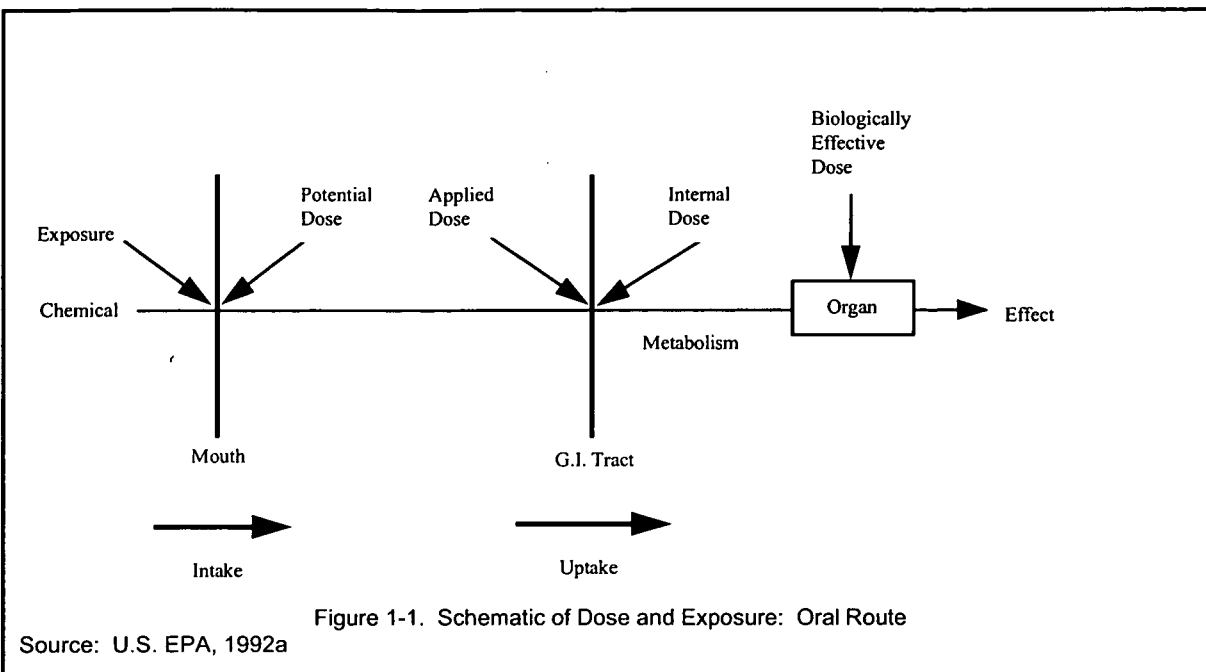 Biologically
Effective
Dose
Potential
Dose
Applied
Dose
Internal
Dose
Exposure
Chemical
Organ
Effect
Metabolism
Mouth
G.I. Tract
Intake
Uptake
Figure 1-1. Schematic of Dose and Exposure: Oral Route
Source: U.S. EPA, 1992a